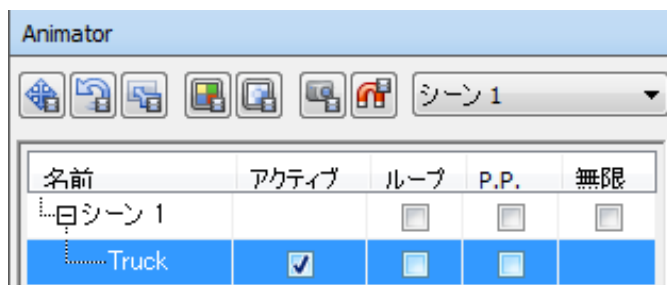 Animator
シーン 1
名前 アクティブ ループ P.P. 無限
シーン 1
Truck